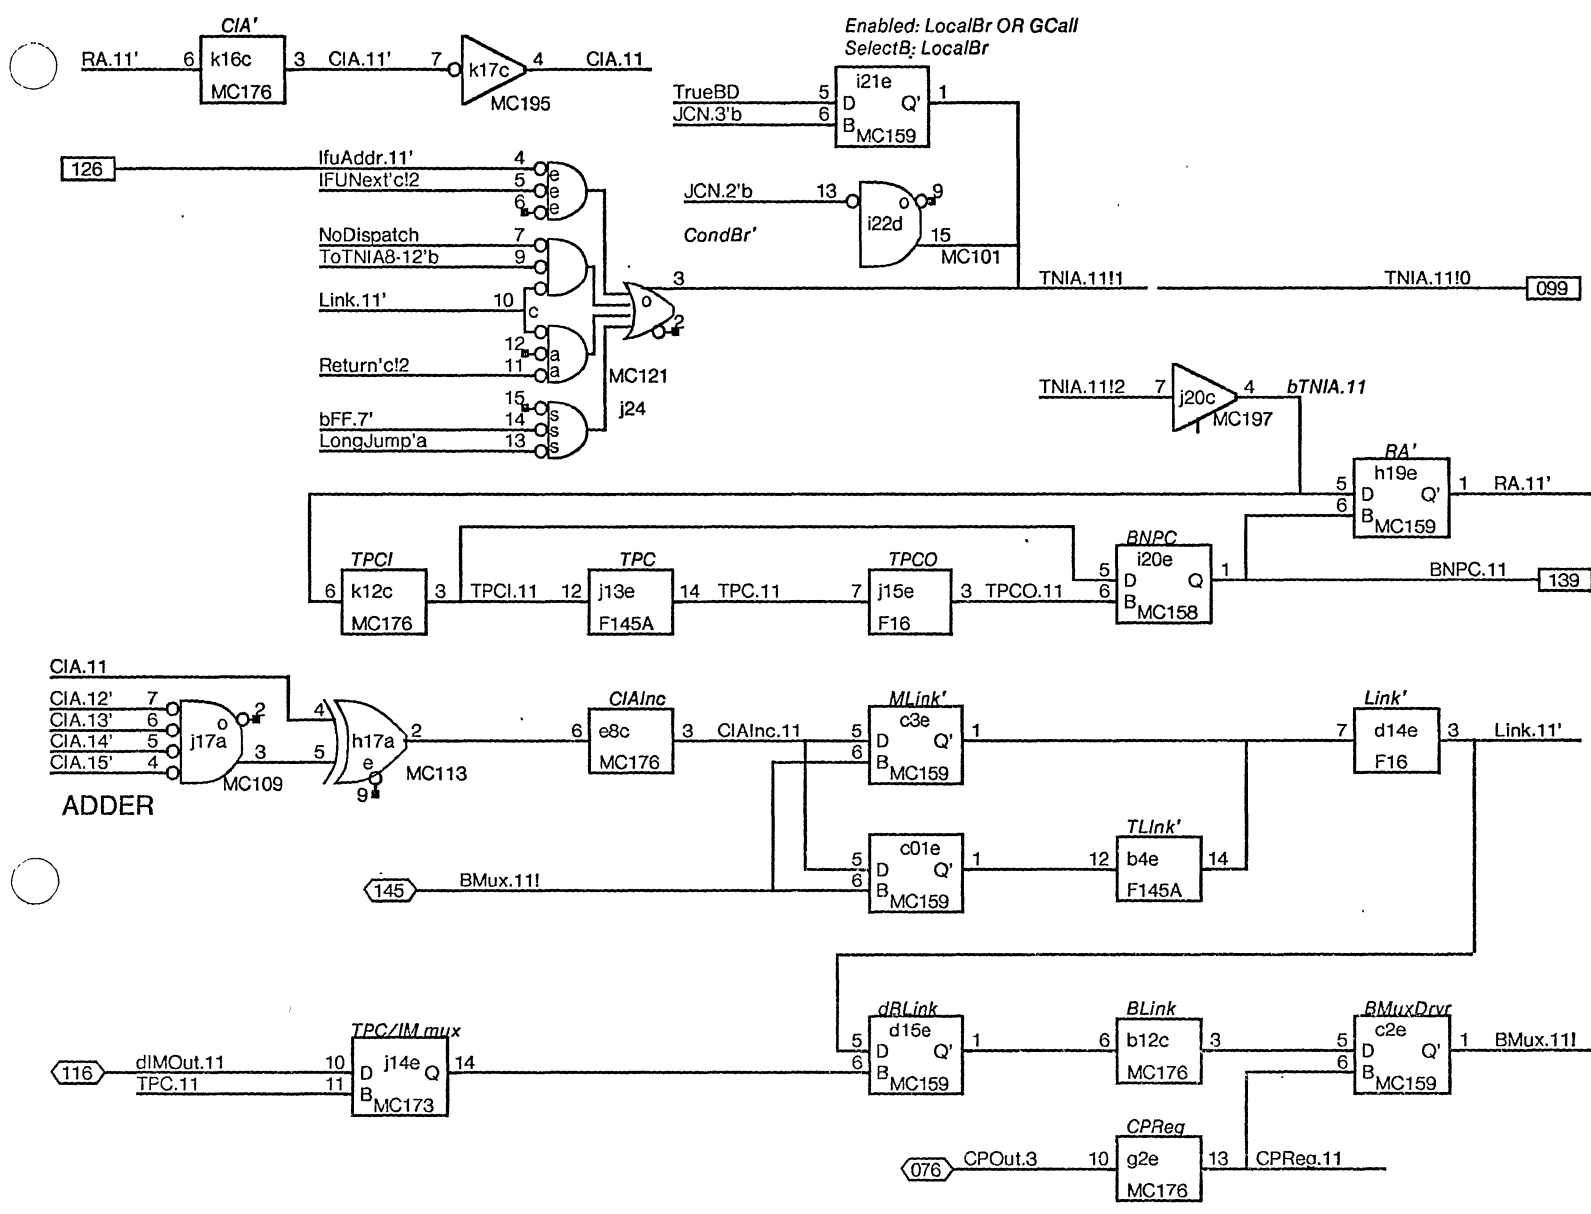 CIA'
RA.11' 6 k16c 3 CIA.11' 7 k17c 4 CIA.11
MC176
MC195
Enabled: LocalBr OR GCall
SelectB: LocalBr
i21e
TrueBD 5 D Q' 1
JCN.3'b 6 B MC159
126 IfuAddr.11' 4 e
IFUNext'c!2 5 e
6 e
JCN.2'b 13 o 9
i22d
CondBr' 15 MC101
NoDispatch 7
ToTNIA8-12'b 9
Link.11' 10 c
o 3 TNIA.11!1 TNIA.11!0 099
2
12 a
Return'c!2 11 a
MC121
j24
15 s
bFF.7' 14 s
LongJump'a 13 s
TNIA.11!2 7 j20c 4 bTNIA.11
MC197
RA'
h19e
5 D Q' 1 RA.11'
6 B MC159
TPCI TPC TPCO BNPC
i20e
5 D Q 1 BNPC.11 139
6 k12c 3 TPCI.11 12 j13e 14 TPC.11 7 j15e 3 TPCO.11 6 B
MC176 F145A F16 MC158
CIA.11
CIA.12' 7
CIA.13' 6
CIA.14' 5
CIA.15' 4
o 2
j17a 3
MC109
4
5 h17a 2
e
9
MC113
ADDER
CIAInc
6 e8c 3 CIAInc.11
MC176
MLink'
c3e
5 D Q' 1
6 B MC159
Link'
7 d14e 3 Link.11'
F16
c01e
5 D Q' 1
6 B MC159
TLInk'
12 b4e 14
F145A
145 BMux.11!
TPC/IM mux
116 dIMOut.11 10 D j14e Q 14
TPC.11 11 B MC173
dBLink
d15e
5 D Q' 1
6 B MC159
BLink
6 b12c 3
MC176
BMuxDrvr
c2e
5 D Q' 1 BMux.11!
6 B MC159
CPReg
076 CPOut.3 10 g2e 13 CPReg.11
MC176